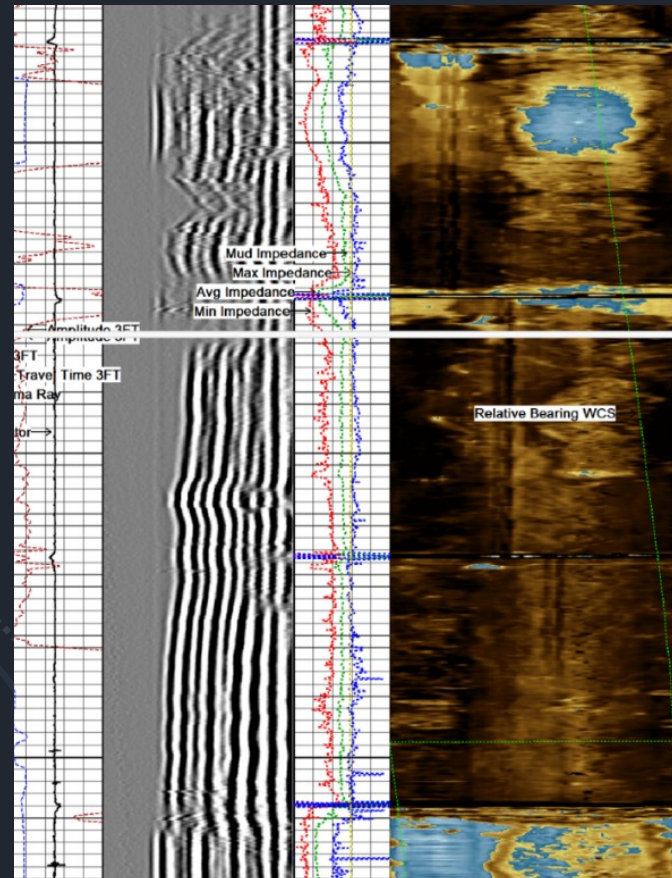 Mud Impedance
Max Impedance
Avg Impedance
Min Impedance
Amplitude 3FT
3FT
Travel Time 3FT
Relative Bearing WCS
ma Ray
tor